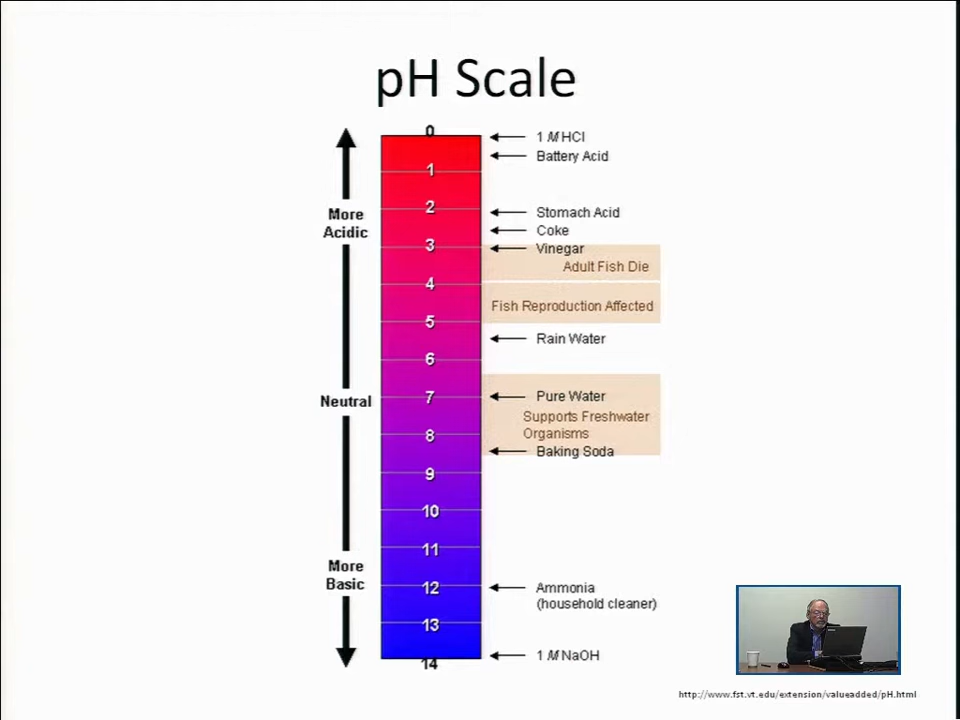 pH Scale
0
1 M HCl
Battery Acid
1
2
Stomach Acid
More
Acidic
Coke
3
Vinegar
Adult Fish Die
4
Fish Reproduction Affected
5
Rain Water
6
Neutral
7
Pure Water
Supports Freshwater
Organisms
8
Baking Soda
9
10
11
More
Basic
12
Ammonia
(household cleaner)
13
1 M NaOH
14
http://www.fst.vt.edu/extension/valueadded/pH.html